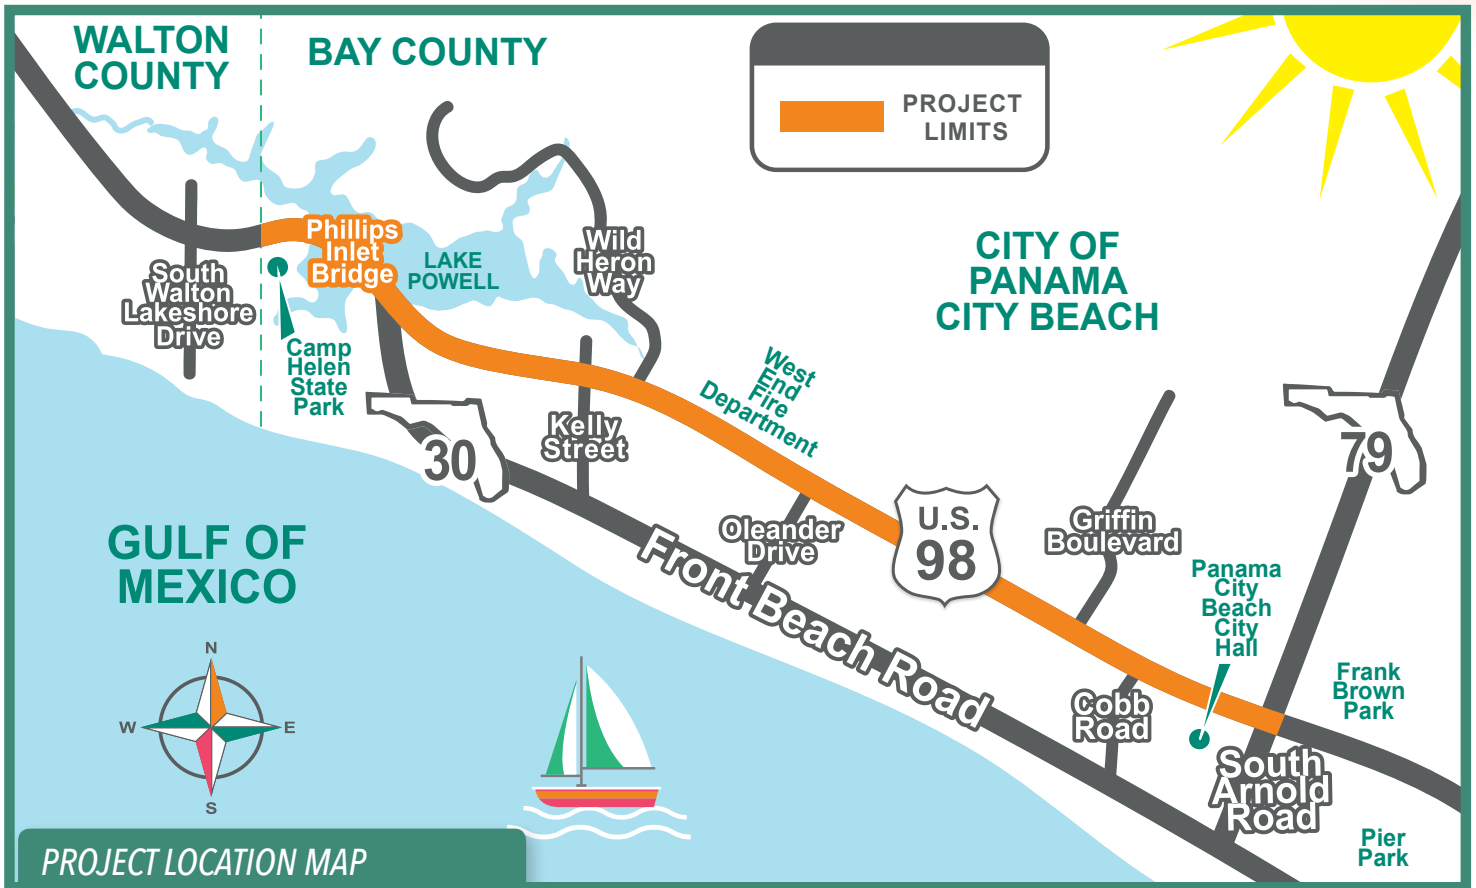 WALTON
COUNTY
BAY COUNTY
PROJECT
LIMITS
Phillips
Inlet
Bridge
LAKE
POWELL
Wild
Heron
Way
CITY OF
PANAMA
CITY BEACH
South
Walton
Lakeshore
Drive
Camp
Helen
State
Park
West
End
Fire
Department
30
Kelly
Street
79
Oleander
Drive
U.S.
98
Griffin
Boulevard
Front Beach Road
GULF OF
MEXICO
Panama
City
Beach
City
Hall
N
W
E
S
Cobb
Road
Frank
Brown
Park
South
Arnold
Road
Pier
Park
PROJECT LOCATION MAP